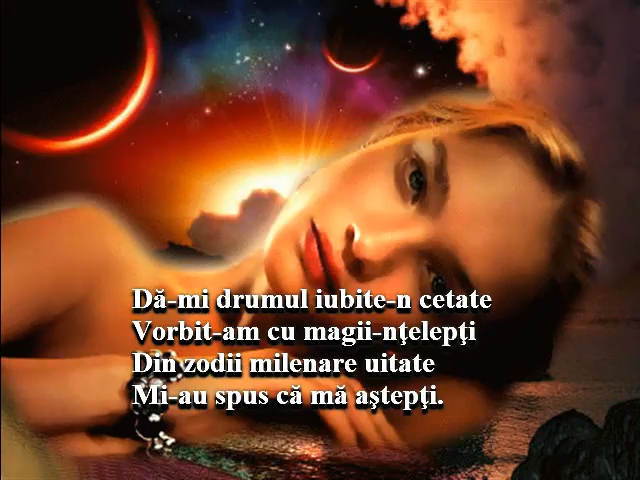 Dă-mi drumul iubite-n cetate
Vorbit-am cu magii-nţelepţi
Din zodii milenare uitate
Mi-au spus că mă aştepţi.